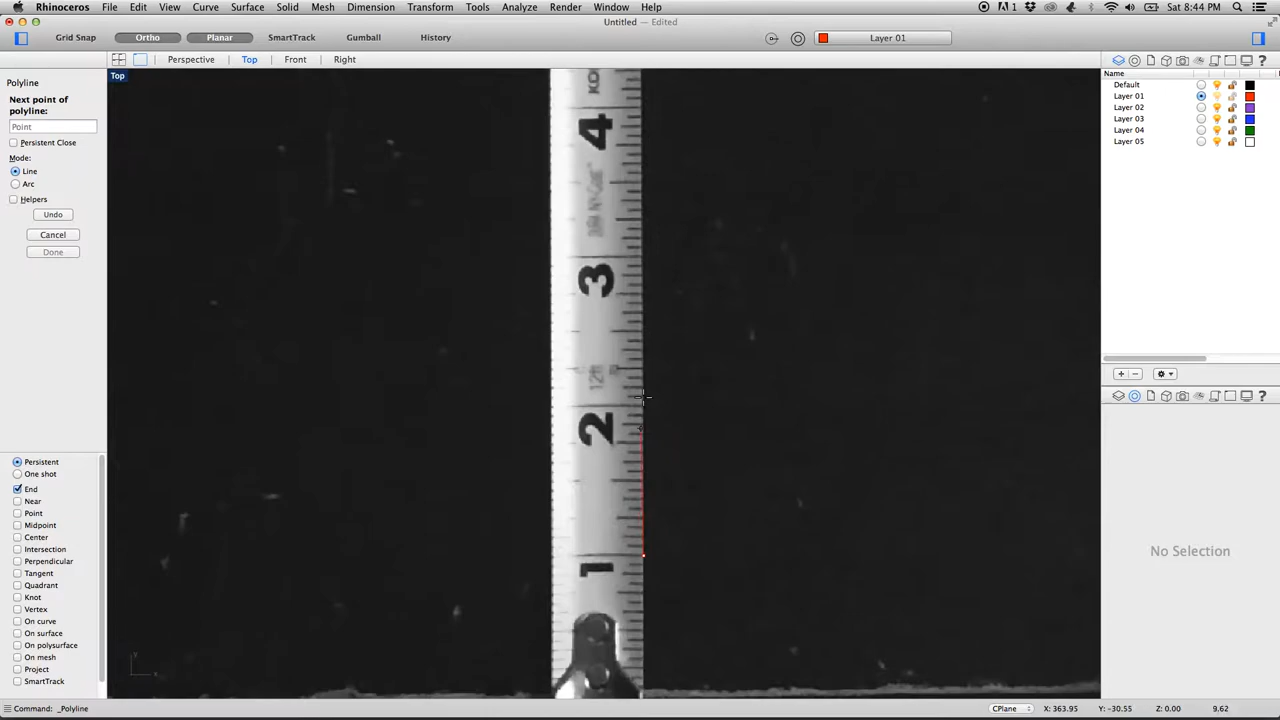 Rhinoceros File Edit View Curve Surface Solid Mesh Dimension Transform Tools Analyze Render Window Help 1 Sat 8:44 PM
Untitled — Edited
Grid Snap Ortho Planar SmartTrack Gumball History Layer 01
Perspective Top Front Right
Top
Polyline
Next point of
polyline:
Point
Persistent Close
Mode:
Line
Arc
Helpers
Undo
Cancel
Done
Persistent
One shot
End
Near
Point
Midpoint
Center
Intersection
Perpendicular
Tangent
Quadrant
Knot
Vertex
On curve
On surface
On polysurface
On mesh
Project
SmartTrack
4
3
12ft
2
1
Name
Default
Layer 01
Layer 02
Layer 03
Layer 04
Layer 05
No Selection
Command: _Polyline CPlane X: 363.95 Y: -30.55 Z: 0.00 9.62